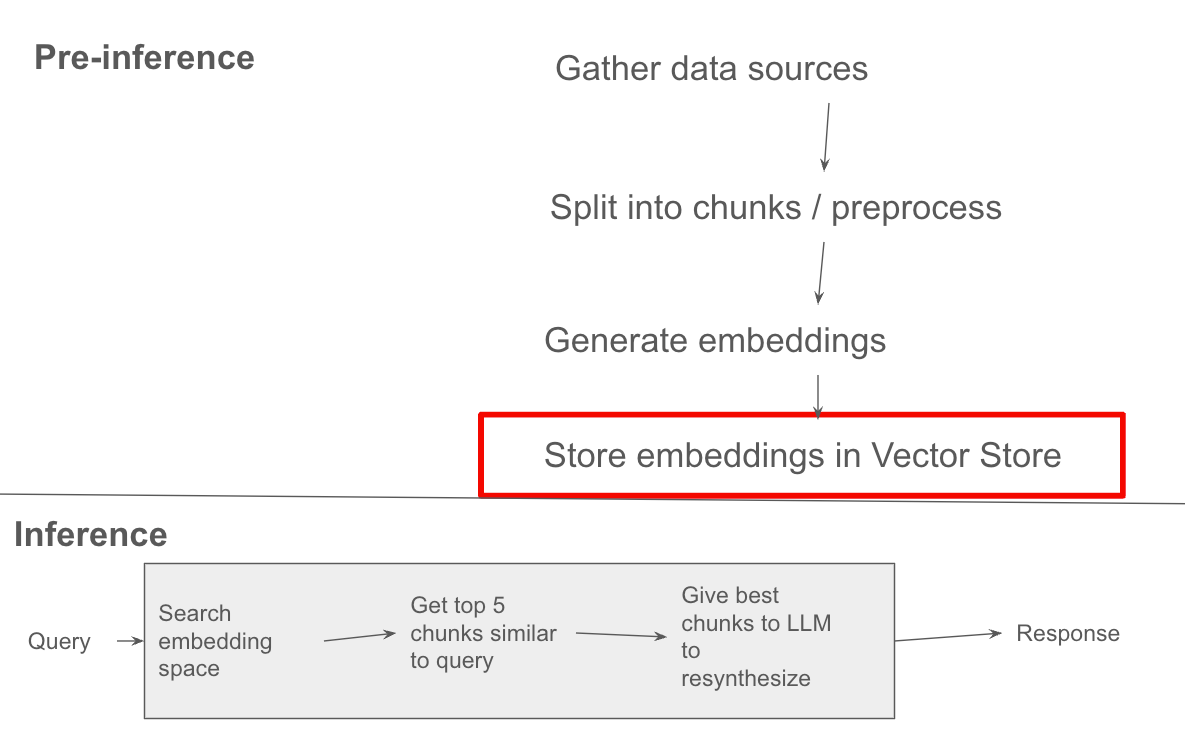 Pre-inference
Gather data sources
Split into chunks / preprocess
Generate embeddings
Store embeddings in Vector Store
Inference
Query
Search
embedding
space
Get top 5
chunks similar
to query
Give best
chunks to LLM
to
resynthesize
Response